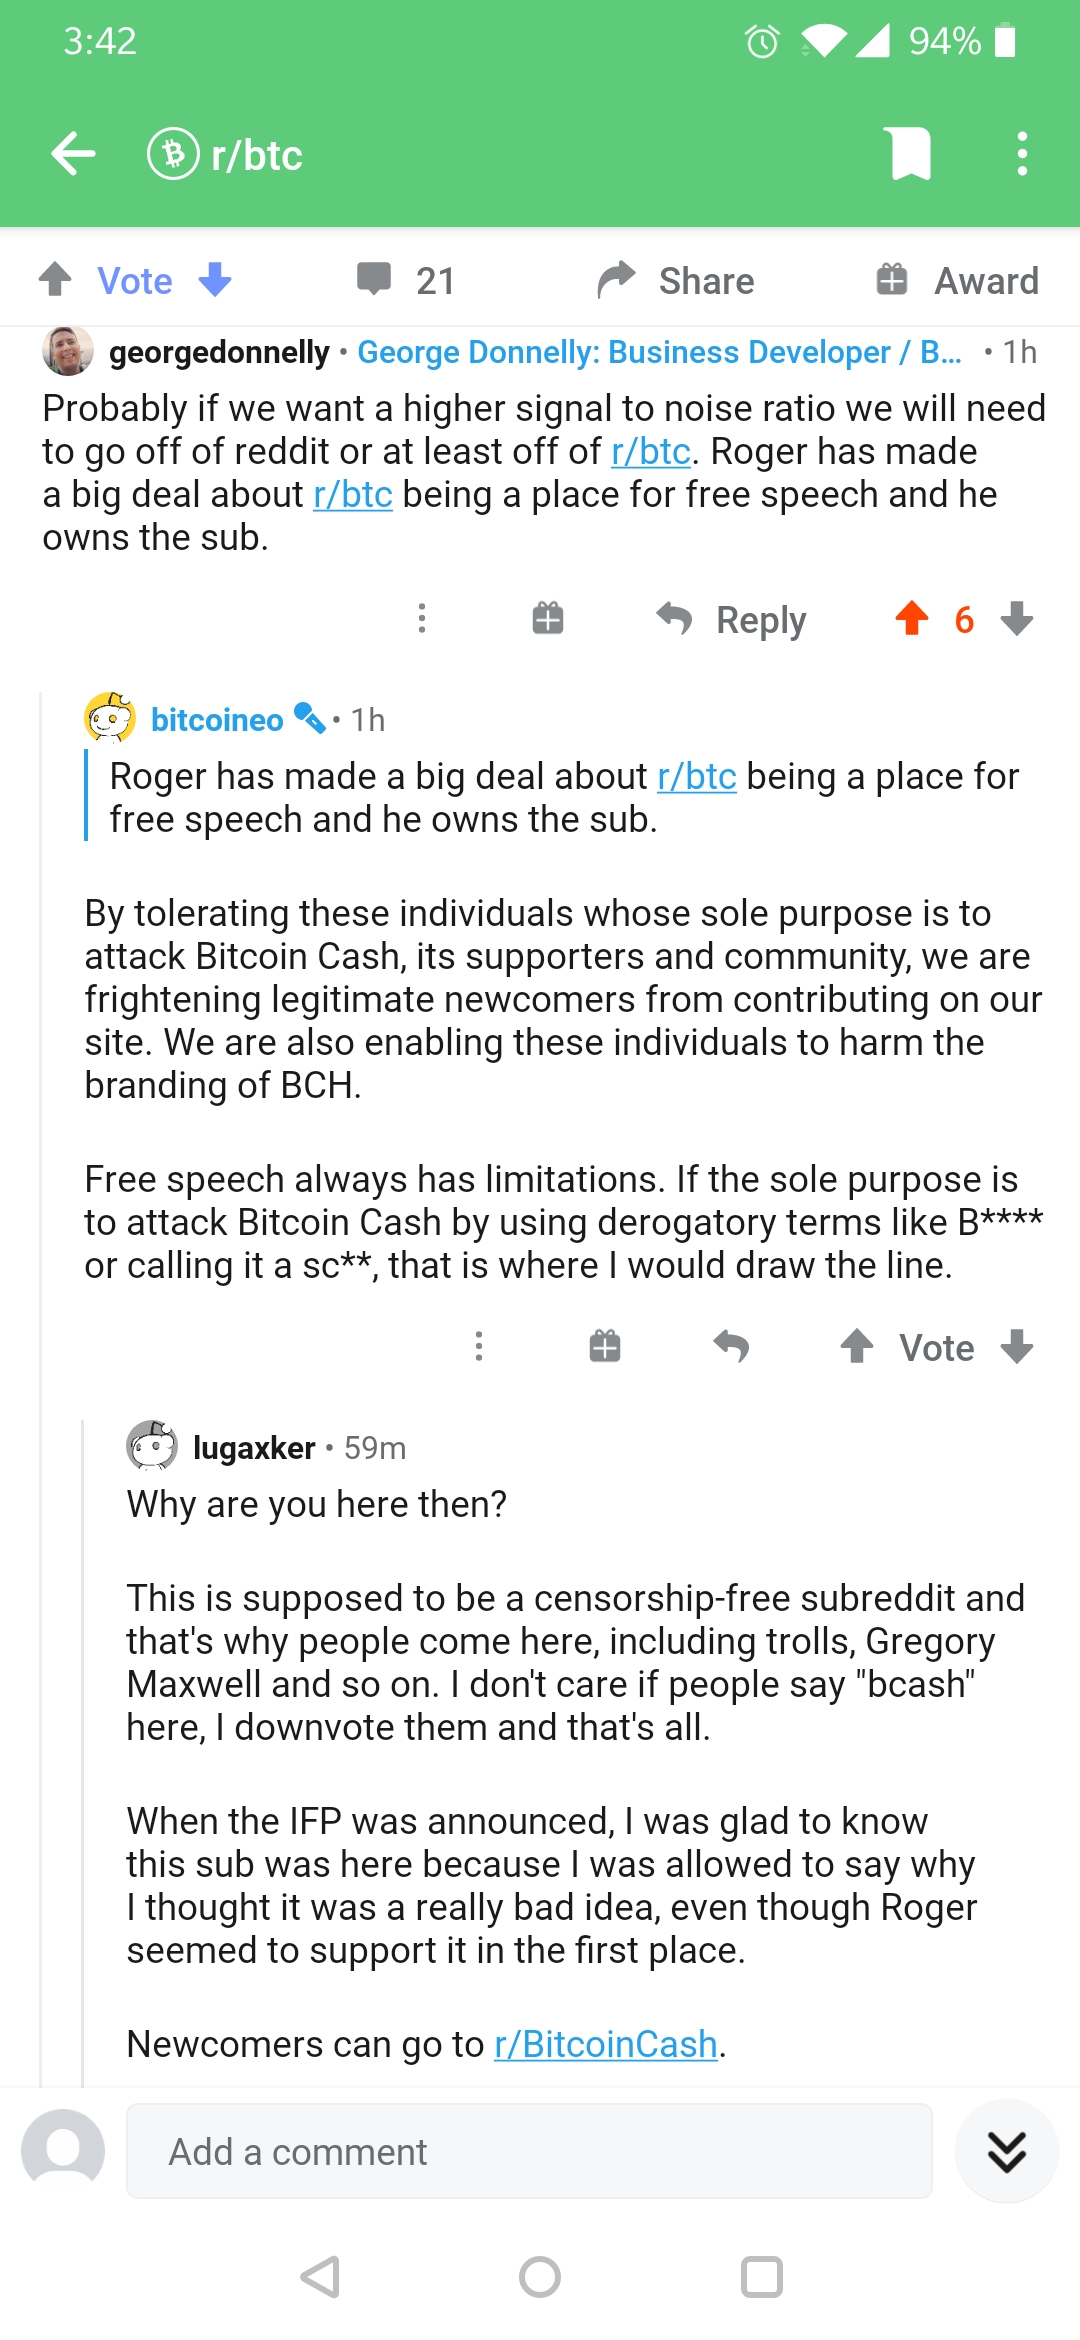 3:42
94%
r/btc
Vote
21
Share
Award
georgedonnelly • George Donnelly: Business Developer / B... • 1h
Probably if we want a higher signal to noise ratio we will need
to go off of reddit or at least off of r/btc. Roger has made
a big deal about r/btc being a place for free speech and he
owns the sub.
Reply
6
bitcoineo • 1h
Roger has made a big deal about r/btc being a place for
free speech and he owns the sub.
By tolerating these individuals whose sole purpose is to
attack Bitcoin Cash, its supporters and community, we are
frightening legitimate newcomers from contributing on our
site. We are also enabling these individuals to harm the
branding of BCH.
Free speech always has limitations. If the sole purpose is
to attack Bitcoin Cash by using derogatory terms like B****
or calling it a sc**, that is where I would draw the line.
Vote
lugaxker • 59m
Why are you here then?
This is supposed to be a censorship-free subreddit and
that's why people come here, including trolls, Gregory
Maxwell and so on. I don't care if people say "bcash"
here, I downvote them and that's all.
When the IFP was announced, I was glad to know
this sub was here because I was allowed to say why
I thought it was a really bad idea, even though Roger
seemed to support it in the first place.
Newcomers can go to r/BitcoinCash.
Add a comment